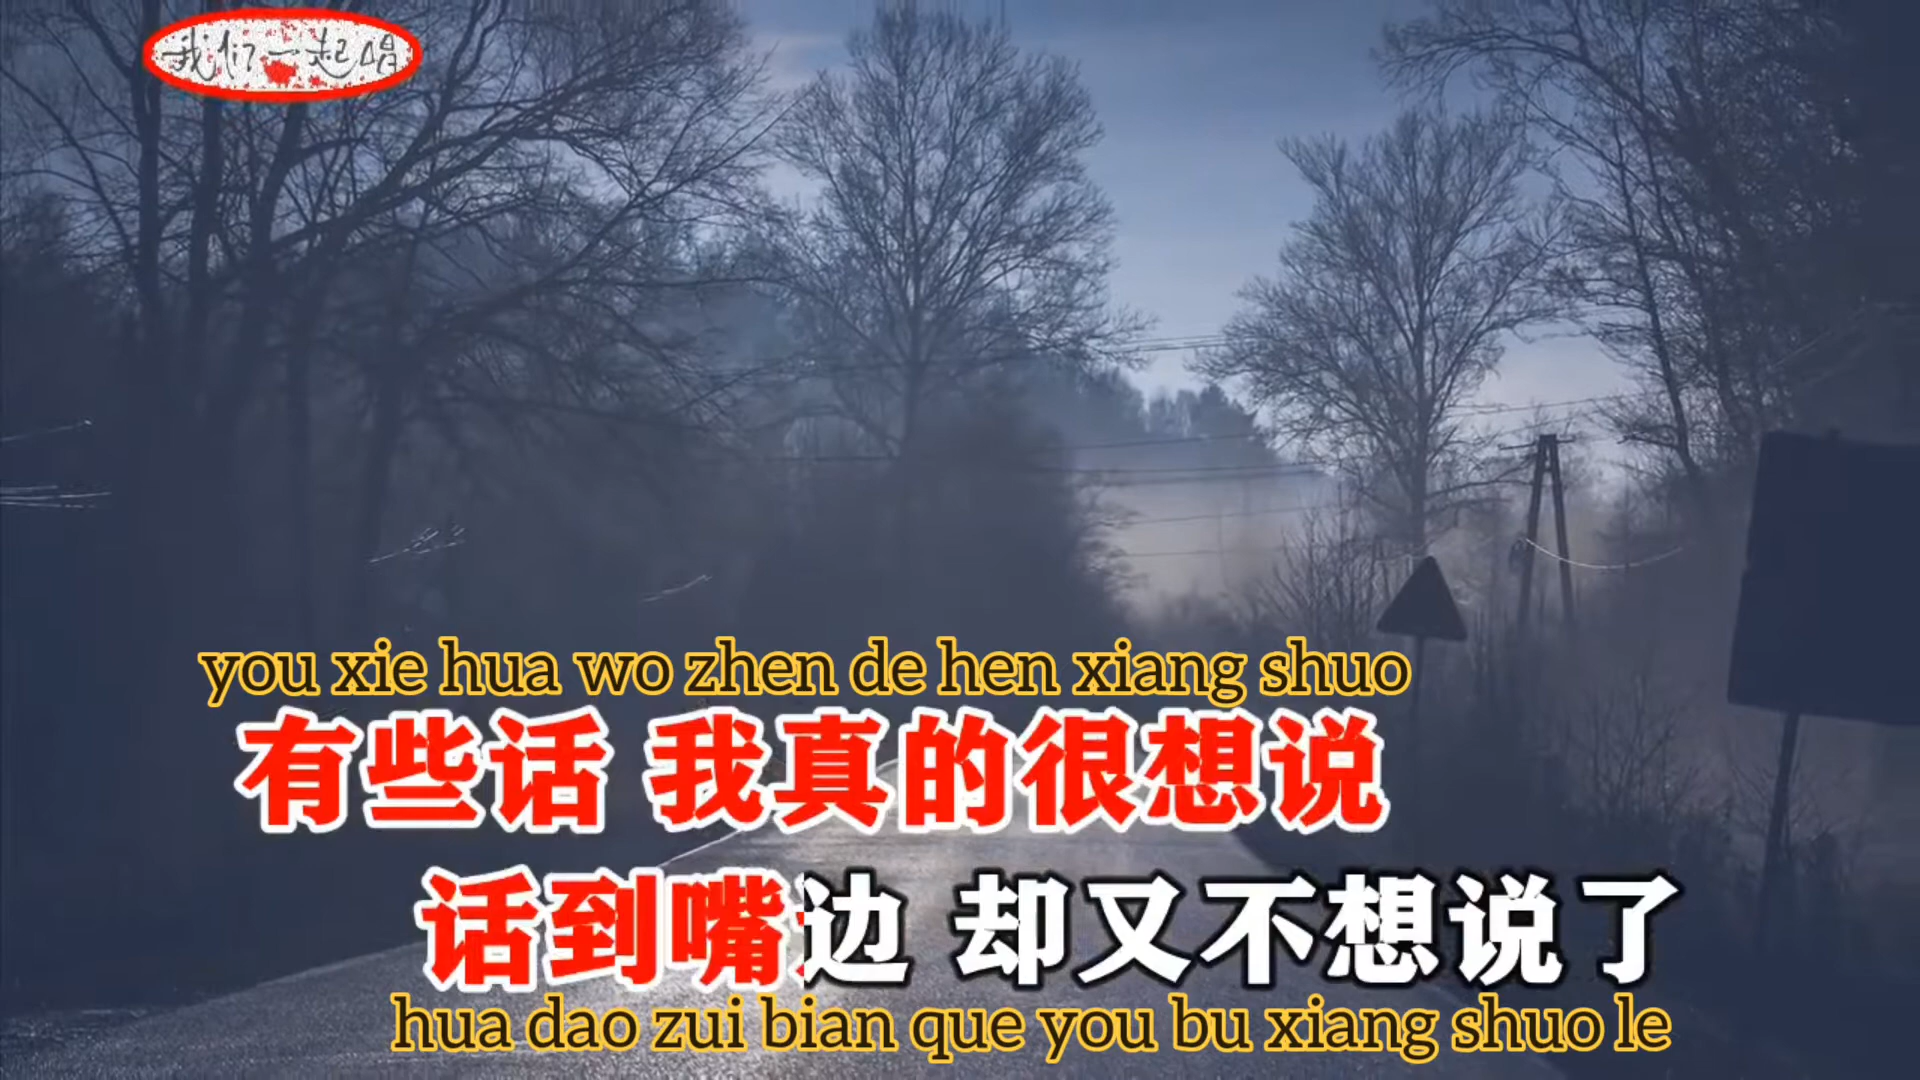 我们一起唱
you xie hua wo zhen de hen xiang shuo
有些话 我真的很想说
话到嘴边 却又不想说了
hua dao zui bian que you bu xiang shuo le